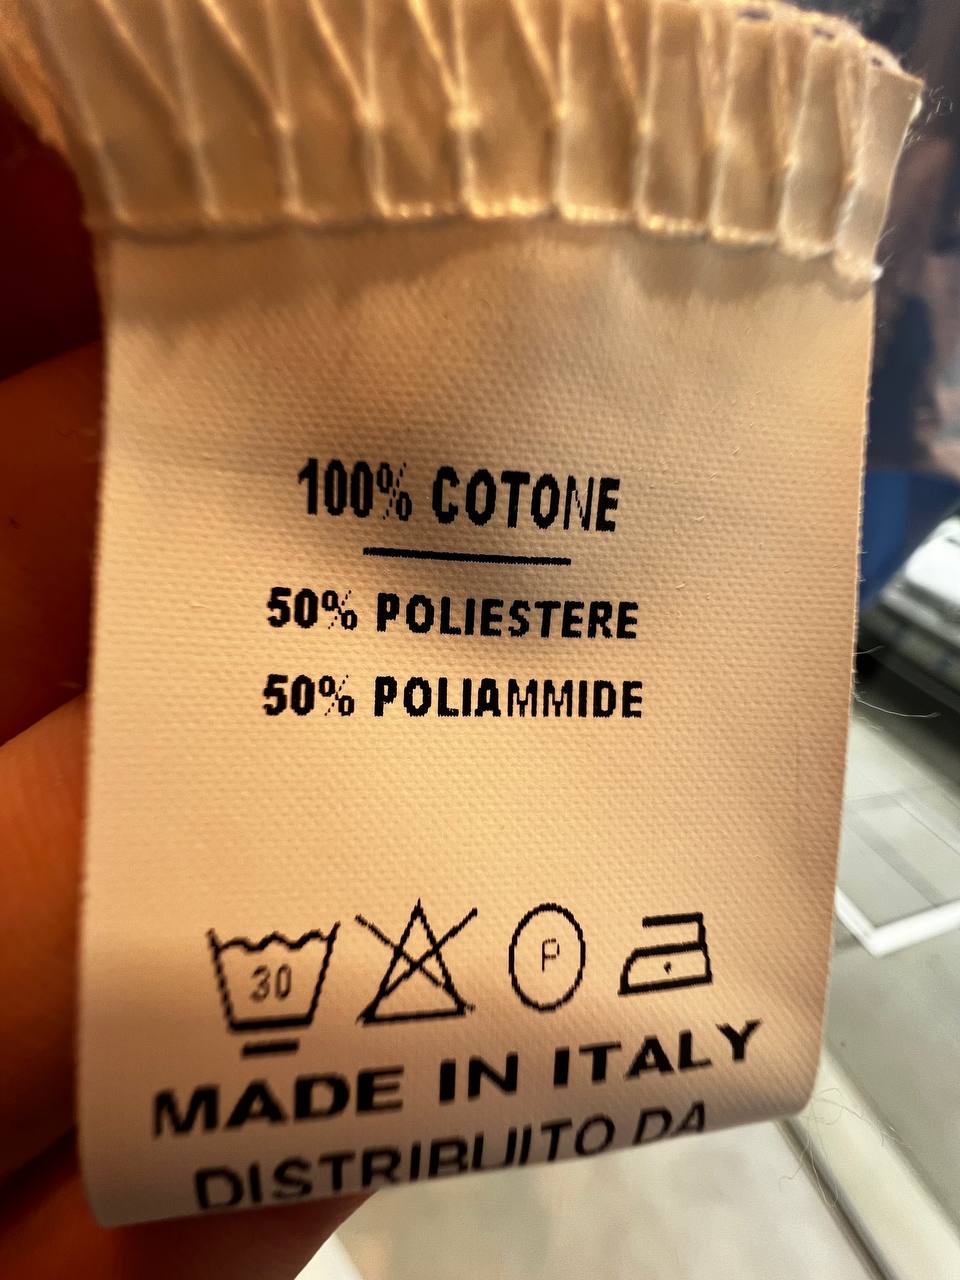 100% COTONE
50% POLIESTERE
50% POLIAMMIDE
30 P
MADE IN ITALY
DISTRIBUITO DA